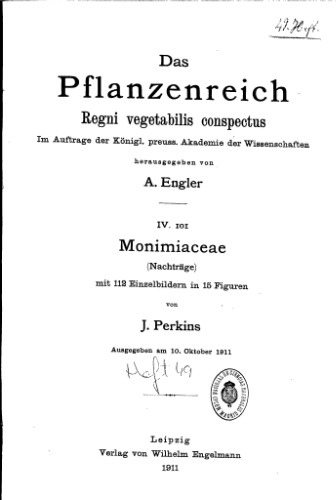 49. Heft.
Das
Pflanzenreich
Regni vegetabilis conspectus
Im Auftrage der Königl. preuss. Akademie der Wissenschaften
herausgegeben von
A. Engler
IV. 101
Monimiaceae
(Nachträge)
mit 112 Einzelbildern in 15 Figuren
von
J. Perkins
Ausgegeben am 10. Oktober 1911
Heft 49
Leipzig
Verlag von Wilhelm Engelmann
1911